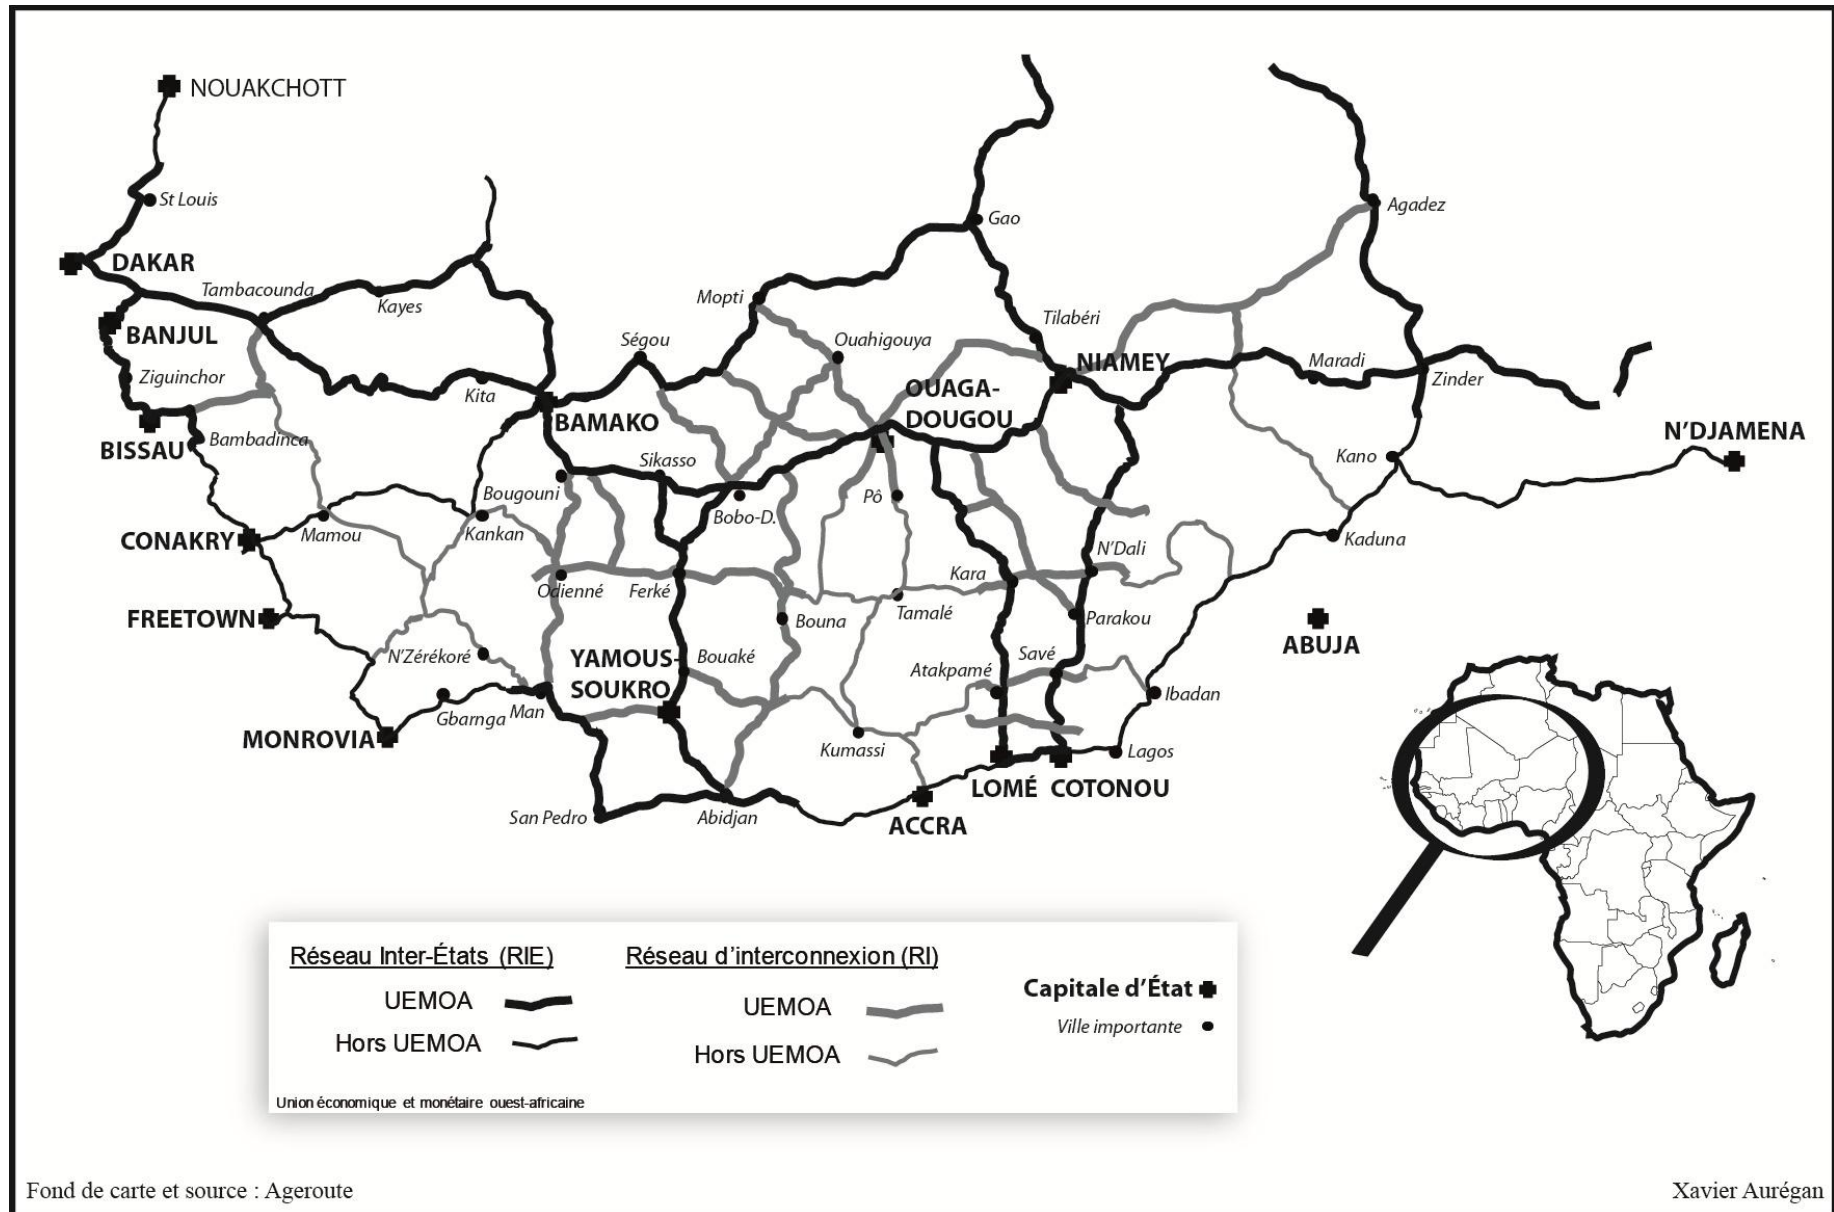 NOUAKCHOTT
St Louis
Gao
Agadez
DAKAR
Tambacounda
Kayes
Mopti
Tilabéri
BANJUL
Ségou
Ouahigouya
NIAMEY
Maradi
Zinder
Ziguinchor
Kita
OUAGA-
DOUGOU
BAMAKO
BISSAU
Bambadinca
N'DJAMENA
Kano
Sikasso
Bougouni
Pô
Bobo-D.
CONAKRY
Mamou
Kankan
Kaduna
N'Dali
Kara
Odienné
Ferké
FREETOWN
Tamalé
Bouna
Parakou
ABUJA
N'Zérékoré
YAMOUS-
SOUKRO
Bouaké
Savé
Atakpamé
Ibadan
Gbarnga
Man
MONROVIA
Kumassi
Lagos
LOMÉ
COTONOU
San Pedro
Abidjan
ACCRA
Réseau Inter-États (RIE)
UEMOA
Hors UEMOA
Réseau d'interconnexion (RI)
UEMOA
Hors UEMOA
Capitale d'État
Ville importante
Union économique et monétaire ouest-africaine
Fond de carte et source : Ageroute
Xavier Aurégan